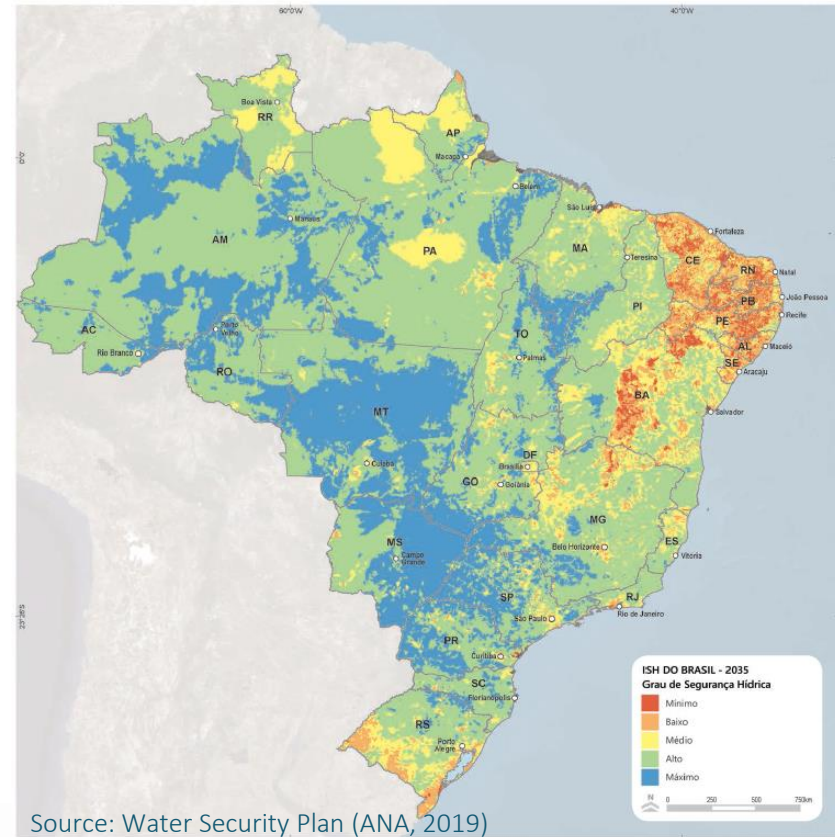 60°0'W
40°0'W
Boa Vista
RR
AP
Macapá
0°0'
Belém
São Luís
Manaus
Fortaleza
AM
PA
MA
Teresina
CE
RN
Natal
PB
João Pessoa
PI
PE
Recife
AC
Porto Velho
TO
AL
Maceió
Rio Branco
Palmas
SE
Aracaju
RO
BA
MT
Salvador
DF
Cuiabá
Brasília
GO
Goiânia
MG
MS
Belo Horizonte
ES
Campo Grande
Vitória
SP
RJ
23°26'S
São Paulo
Rio de Janeiro
PR
Curitiba
SC
Florianópolis
RS
Porto Alegre
ISH DO BRASIL - 2035
Grau de Segurança Hídrica
Mínimo
Baixo
Médio
Alto
Máximo
N
0 250 500 750km
Source: Water Security Plan (ANA, 2019)